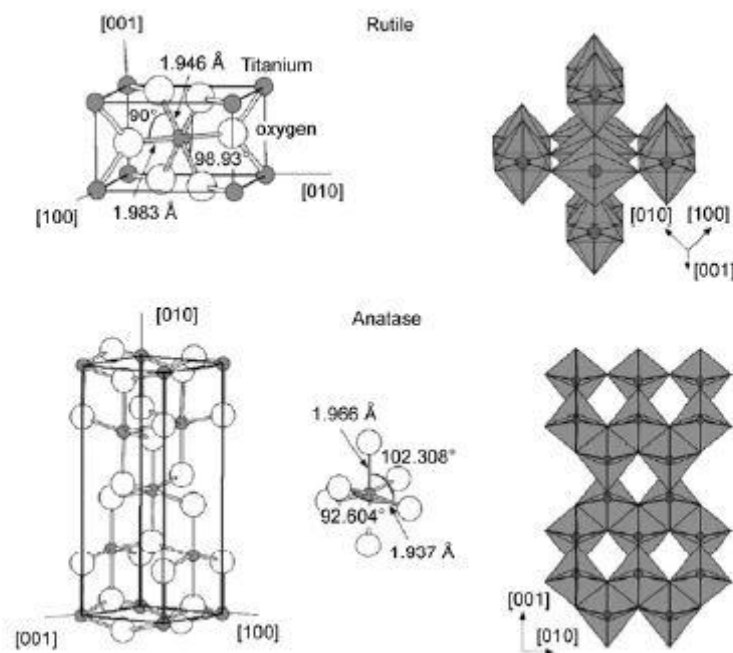 Rutile
[001]
1.946 Å
Titanium
90°
oxygen
98.93°
[010]
[100]
1.983 Å
[010] [100]
[001]
Anatase
[010]
1.966 Å
102.308°
92.604°
1.937 Å
[001]
[100]
[001]
[010]